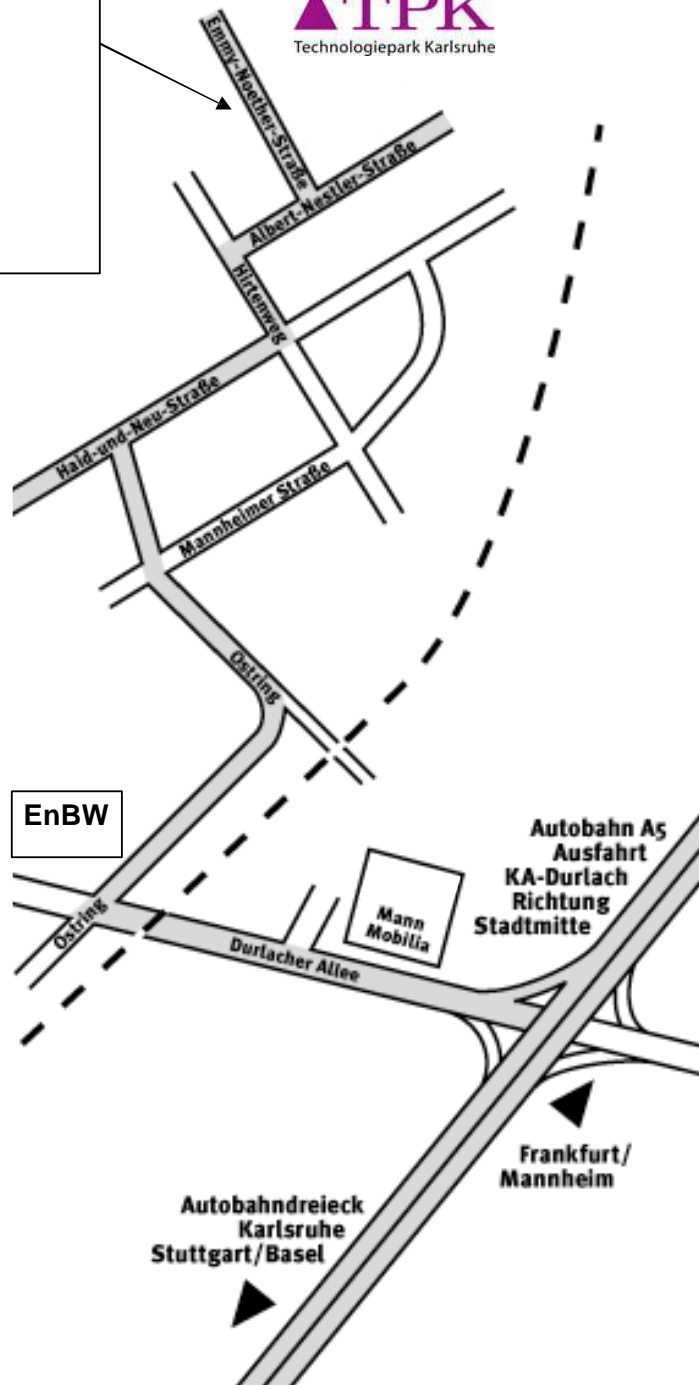 TPK
Technologiepark Karlsruhe
Emmy-Noether-Straße
Albert-Nestler-Straße
Hirtenweg
Haid-und-Neu-Straße
Mannheimer Straße
Ostring
EnBW
Autobahn A5
Ausfahrt
KA-Durlach
Richtung
Stadtmitte
Mann
Mobilia
Ostring
Durlacher Allee
Frankfurt/
Mannheim
Autobahndreieck
Karlsruhe
Stuttgart/Basel